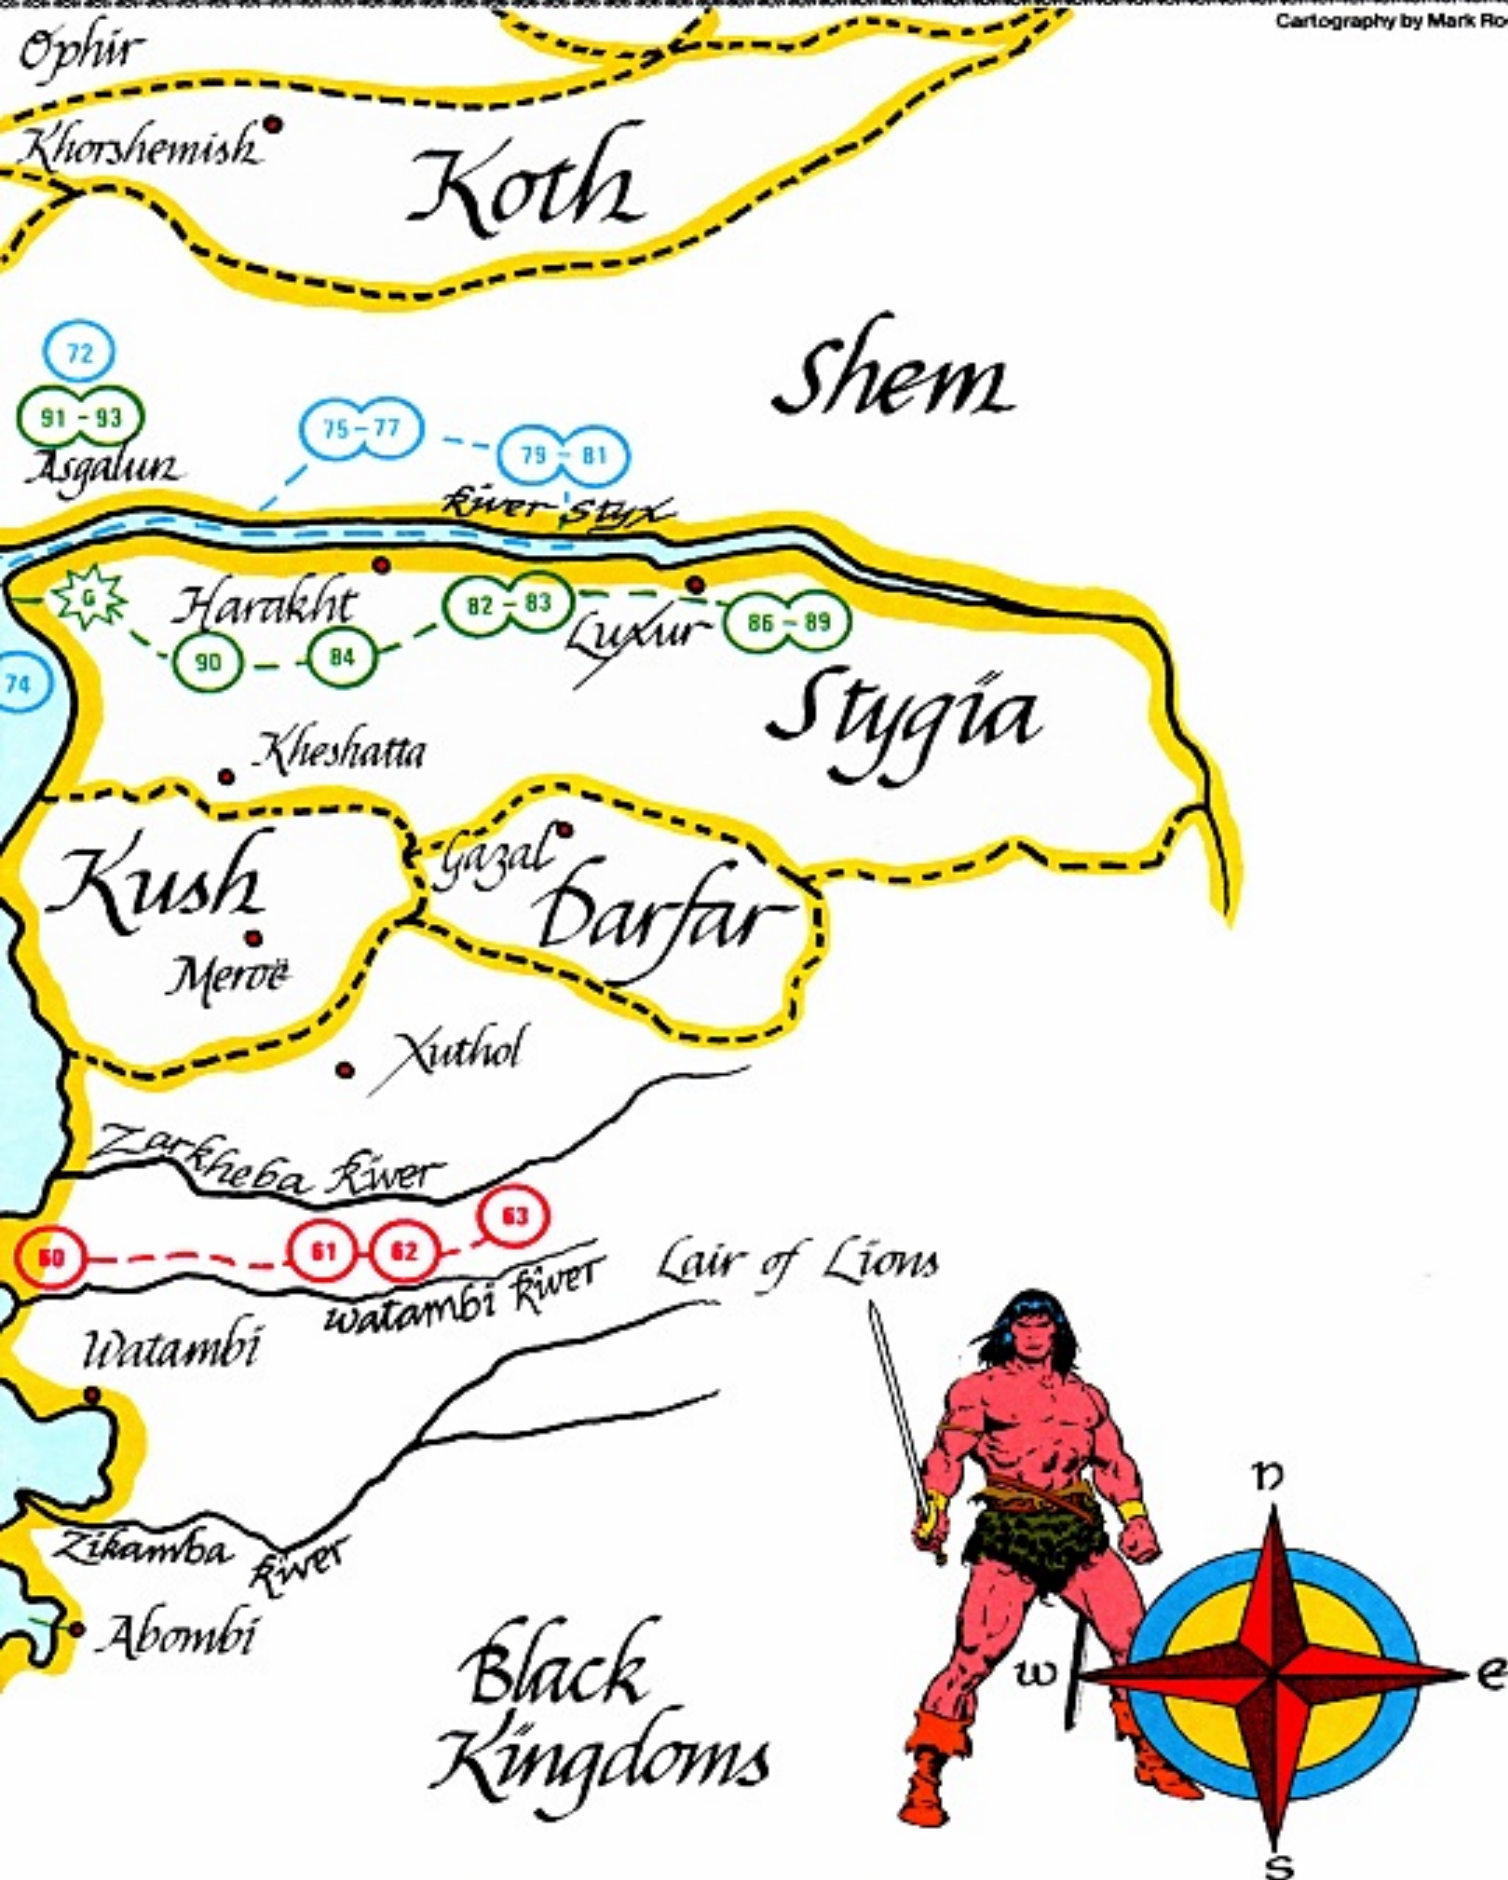 Cartography by Mark Ro
Ophir
Khorshemish
Koth
72
91 - 93
Asgalun
Shem
75-77
79 - 81
River Styx
G
Harakht
82 - 83
Luxur
86 - 89
90
84
74
Stygia
Kheshatta
Kush
Gazal
Darfar
Meroë
Xuthol
Zarkheba River
60
61
62
63
Watambi River
Lair of Lions
Watambi
Zikamba River
Abombi
Black
Kingdoms
n
w
e
s